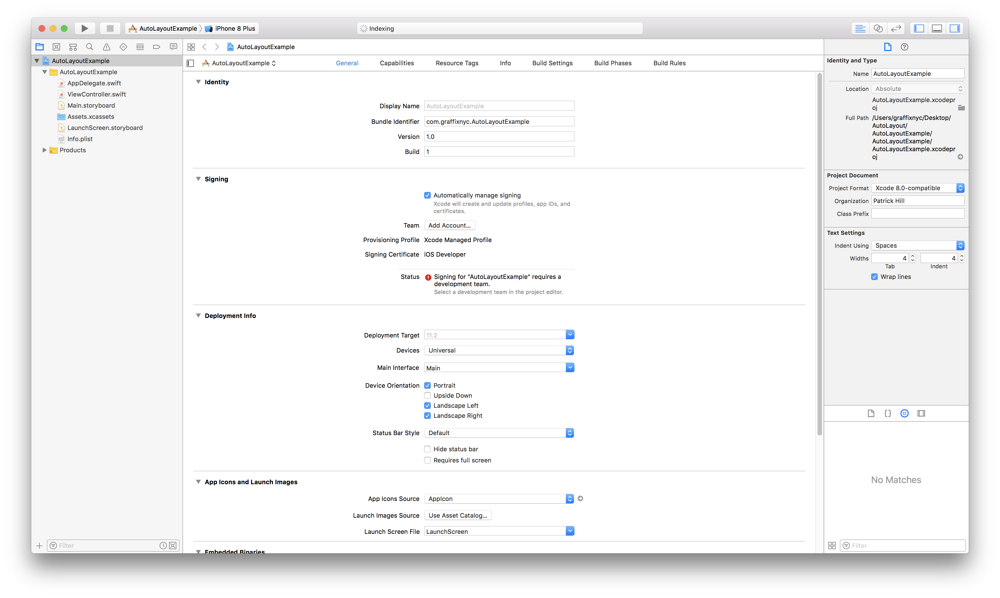 AutoLayoutExample
iPhone 8 Plus
Indexing
AutoLayoutExample
AutoLayoutExample
AutoLayoutExample
AppDelegate.swift
ViewController.swift
Main.storyboard
Assets.xcassets
LaunchScreen.storyboard
Info.plist
Products
Filter
AutoLayoutExample
General
Capabilities
Resource Tags
Info
Build Settings
Build Phases
Build Rules
Identity
Display Name AutoLayoutExample
Bundle Identifier com.graffixnyc.AutoLayoutExample
Version 1.0
Build 1
Signing
Automatically manage signing
Xcode will create and update profiles, app IDs, and
certificates.
Team Add Account...
Provisioning Profile Xcode Managed Profile
Signing Certificate iOS Developer
Status Signing for "AutoLayoutExample" requires a
development team.
Select a development team in the project editor.
Deployment Info
Deployment Target 11.2
Devices Universal
Main Interface Main
Device Orientation Portrait
Upside Down
Landscape Left
Landscape Right
Status Bar Style Default
Hide status bar
Requires full screen
App Icons and Launch Images
App Icons Source AppIcon
Launch Images Source Use Asset Catalog...
Launch Screen File LaunchScreen
Embedded Binaries
Identity and Type
Name AutoLayoutExample
Location Absolute
AutoLayoutExample.xcodepr
oj
Full Path /Users/graffixnyc/Desktop/
AutoLayout/
AutoLayoutExample/
AutoLayoutExample/
AutoLayoutExample.xcodepr
oj
Project Document
Project Format Xcode 8.0-compatible
Organization Patrick Hill
Class Prefix
Text Settings
Indent Using Spaces
Widths 4 4
Tab Indent
Wrap lines
No Matches
Filter